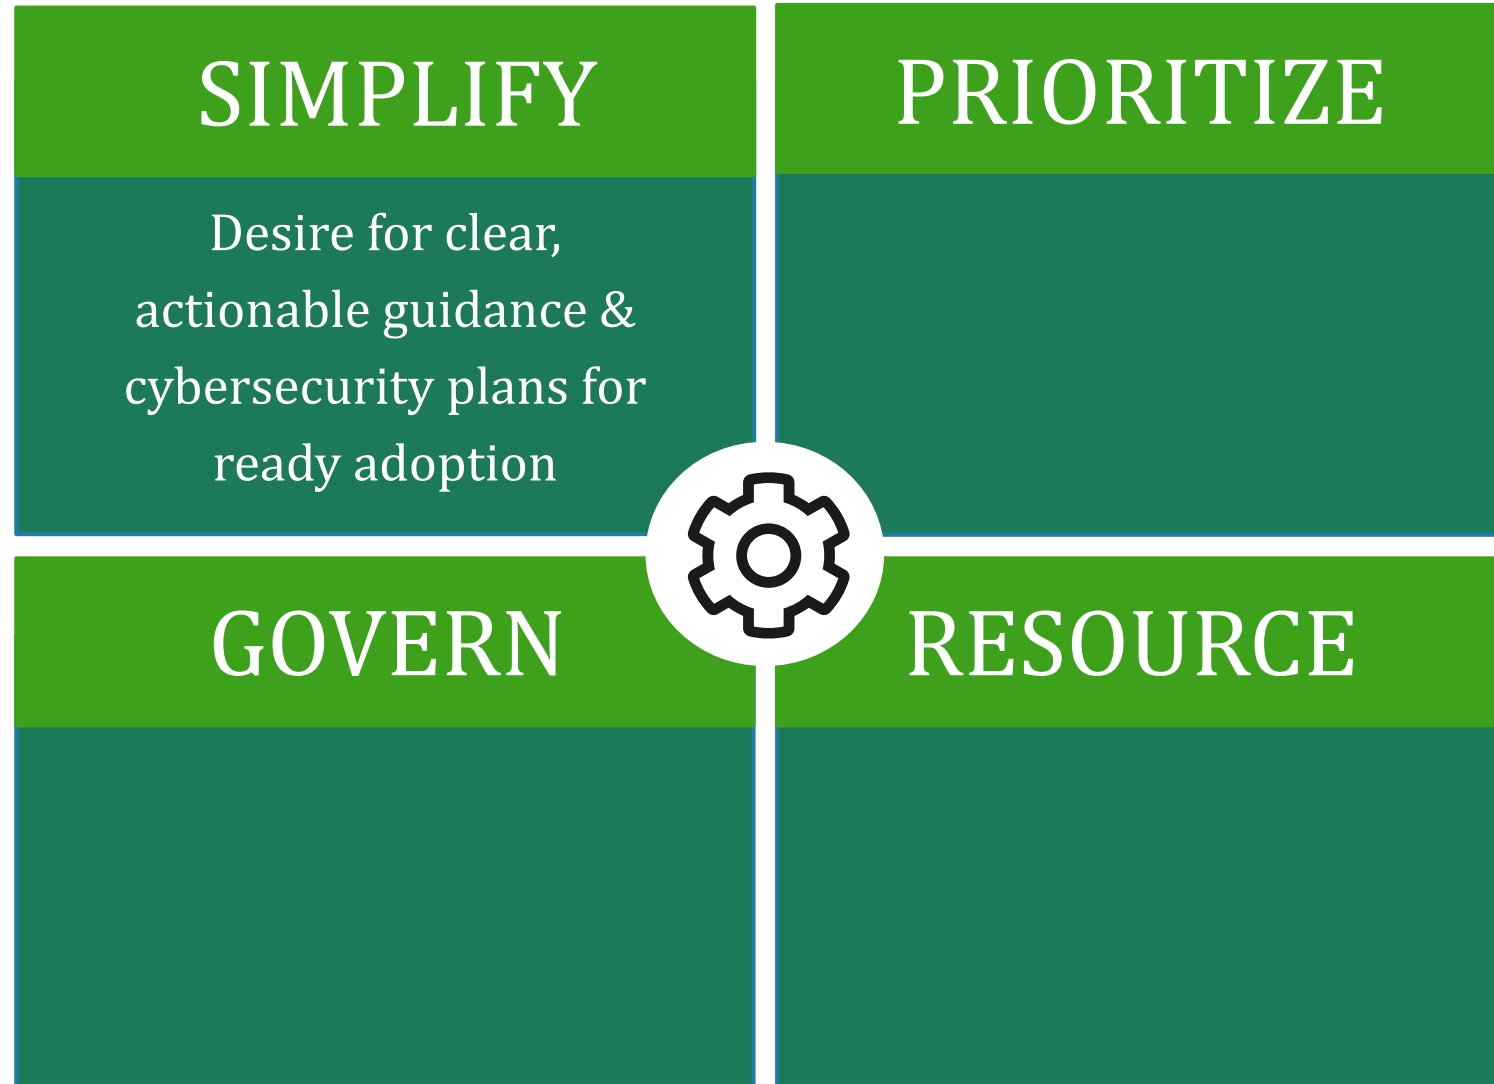 SIMPLIFY
Desire for clear,
actionable guidance &
cybersecurity plans for
ready adoption
PRIORITIZE
GOVERN
RESOURCE